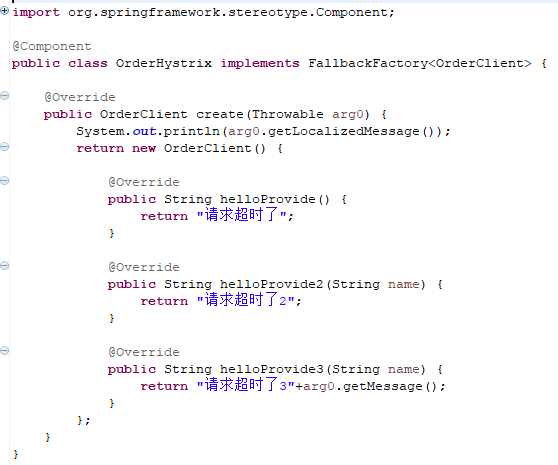 import org.springframework.stereotype.Component;
@Component
public class OrderHystrix implements FallbackFactory<OrderClient> {
@Override
public OrderClient create(Throwable arg0) {
System.out.println(arg0.getLocalizedMessage());
return new OrderClient() {
@Override
public String helloProvide() {
return "请求超时了";
}
@Override
public String helloProvide2(String name) {
return "请求超时了2";
}
@Override
public String helloProvide3(String name) {
return "请求超时了3"+arg0.getMessage();
}
};
}
}